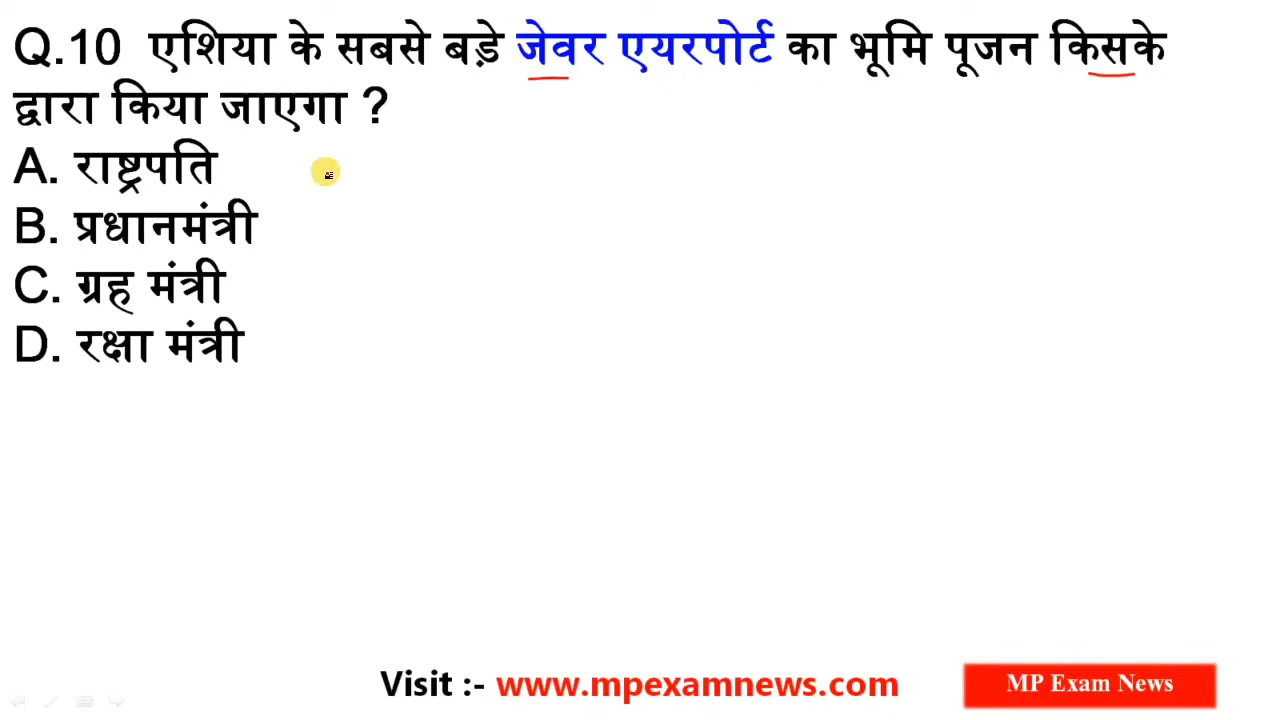 Q.10 एशिया के सबसे बड़े जेवर एयरपोर्ट का भूमि पूजन किसके
द्वारा किया जाएगा ?
A. राष्ट्रपति
B. प्रधानमंत्री
C. ग्रह मंत्री
D. रक्षा मंत्री
Visit :- www.mpexamnews.com
MP Exam News